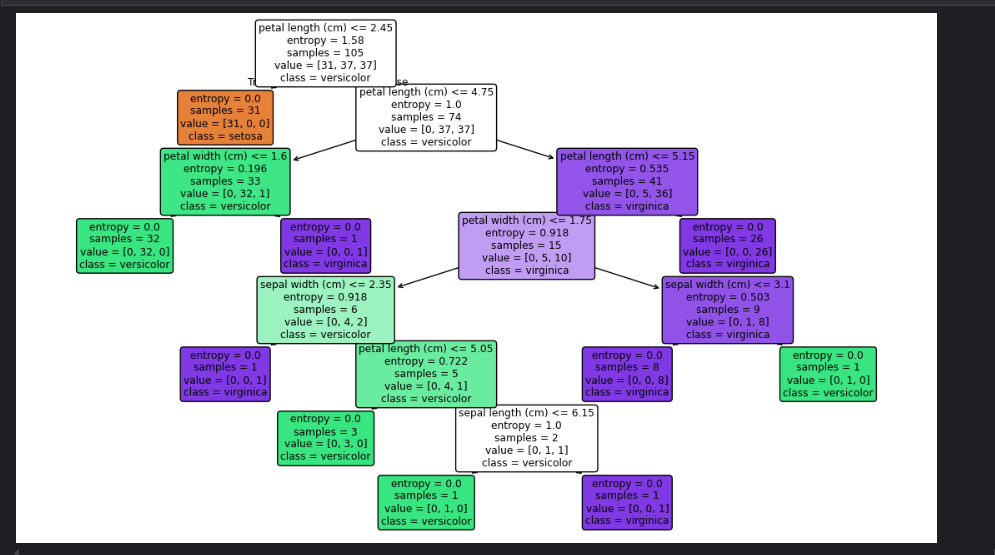 petal length (cm) <= 2.45
entropy = 1.58
samples = 105
value = [31, 37, 37]
class = versicolor
entropy = 0.0
samples = 31
value = [31, 0, 0]
class = setosa
petal length (cm) <= 4.75
entropy = 1.0
samples = 74
value = [0, 37, 37]
class = versicolor
petal width (cm) <= 1.6
entropy = 0.196
samples = 33
value = [0, 32, 1]
class = versicolor
petal length (cm) <= 5.15
entropy = 0.535
samples = 41
value = [0, 5, 36]
class = virginica
entropy = 0.0
samples = 32
value = [0, 32, 0]
class = versicolor
entropy = 0.0
samples = 1
value = [0, 0, 1]
class = virginica
petal width (cm) <= 1.75
entropy = 0.918
samples = 15
value = [0, 5, 10]
class = virginica
entropy = 0.0
samples = 26
value = [0, 0, 26]
class = virginica
sepal width (cm) <= 2.35
entropy = 0.918
samples = 6
value = [0, 4, 2]
class = versicolor
sepal width (cm) <= 3.1
entropy = 0.503
samples = 9
value = [0, 1, 8]
class = virginica
entropy = 0.0
samples = 1
value = [0, 0, 1]
class = virginica
petal length (cm) <= 5.05
entropy = 0.722
samples = 5
value = [0, 4, 1]
class = versicolor
entropy = 0.0
samples = 8
value = [0, 0, 8]
class = virginica
entropy = 0.0
samples = 1
value = [0, 1, 0]
class = versicolor
entropy = 0.0
samples = 3
value = [0, 3, 0]
class = versicolor
sepal length (cm) <= 6.15
entropy = 1.0
samples = 2
value = [0, 1, 1]
class = versicolor
entropy = 0.0
samples = 1
value = [0, 1, 0]
class = versicolor
entropy = 0.0
samples = 1
value = [0, 0, 1]
class = virginica